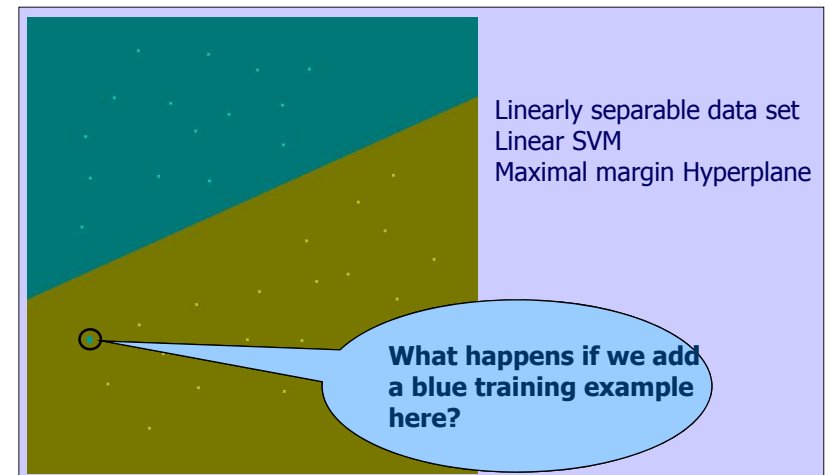 Linearly separable data set
Linear SVM
Maximal margin Hyperplane
What happens if we add
a blue training example
here?